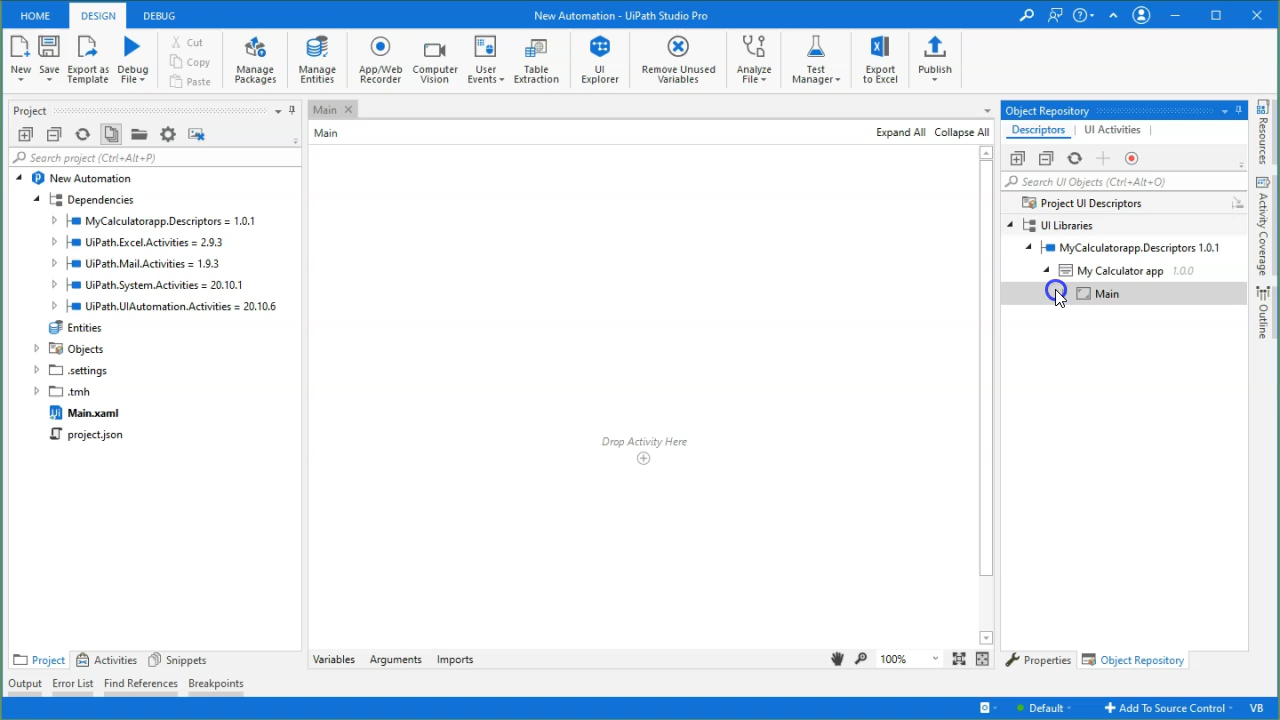 HOME
DESIGN
DEBUG
New Automation - UiPath Studio Pro
New
Save
Export as Template
Debug File
Cut
Copy
Paste
Manage Packages
Manage Entities
App/Web Recorder
Computer Vision
User Events
Table Extraction
UI Explorer
Remove Unused Variables
Analyze File
Test Manager
Export to Excel
Publish
Project
Search project (Ctrl+Alt+P)
New Automation
Dependencies
MyCalculatorapp.Descriptors = 1.0.1
UiPath.Excel.Activities = 2.9.3
UiPath.Mail.Activities = 1.9.3
UiPath.System.Activities = 20.10.1
UiPath.UIAutomation.Activities = 20.10.6
Entities
Objects
.settings
.tmh
Main.xaml
project.json
Project
Activities
Snippets
Main
Main
Expand All
Collapse All
Drop Activity Here
Variables
Arguments
Imports
100%
Object Repository
Descriptors
UI Activities
Search UI Objects (Ctrl+Alt+O)
Project UI Descriptors
UI Libraries
MyCalculatorapp.Descriptors 1.0.1
My Calculator app 1.0.0
Main
Properties
Object Repository
Resources
Activity Coverage
Outline
Output
Error List
Find References
Breakpoints
Default
Add To Source Control
VB